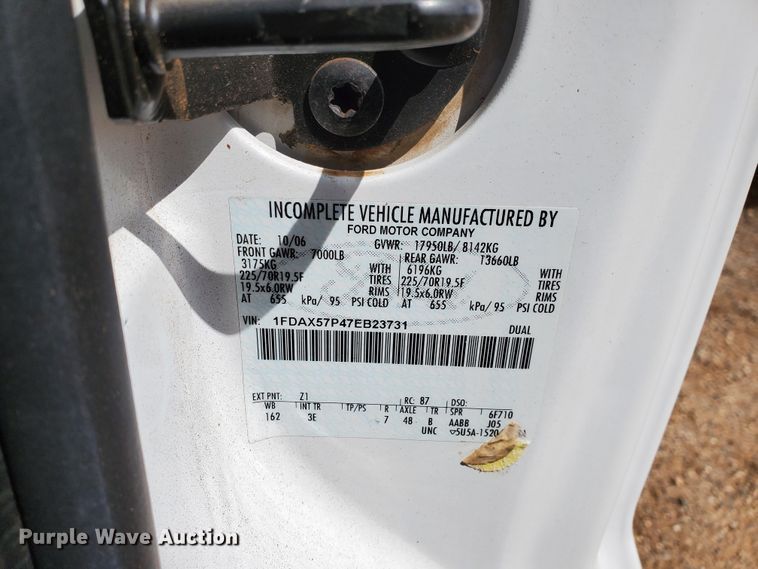 INCOMPLETE VEHICLE MANUFACTURED BY
FORD MOTOR COMPANY
DATE: 10/06 GVWR: 17950LB/ 8142KG
FRONT GAWR: 7000LB REAR GAWR: 13660LB
3175KG WITH 6196KG WITH
225/70R19.5F TIRES 225/70R19.5F TIRES
19.5x6.0RW RIMS 19.5x6.0RW RIMS
AT 655 kPa/ 95 PSI COLD AT 655 kPa/ 95 PSI COLD
VIN: 1FDAX57P47EB23731 DUAL
EXT PNT: Z1 RC: 87 DSO:
WB INT TR TP/PS R AXLE TR SPR 6F710
162 3E 7 48 B AABB J05
UNC 5U5A-1520
Purple Wave Auction